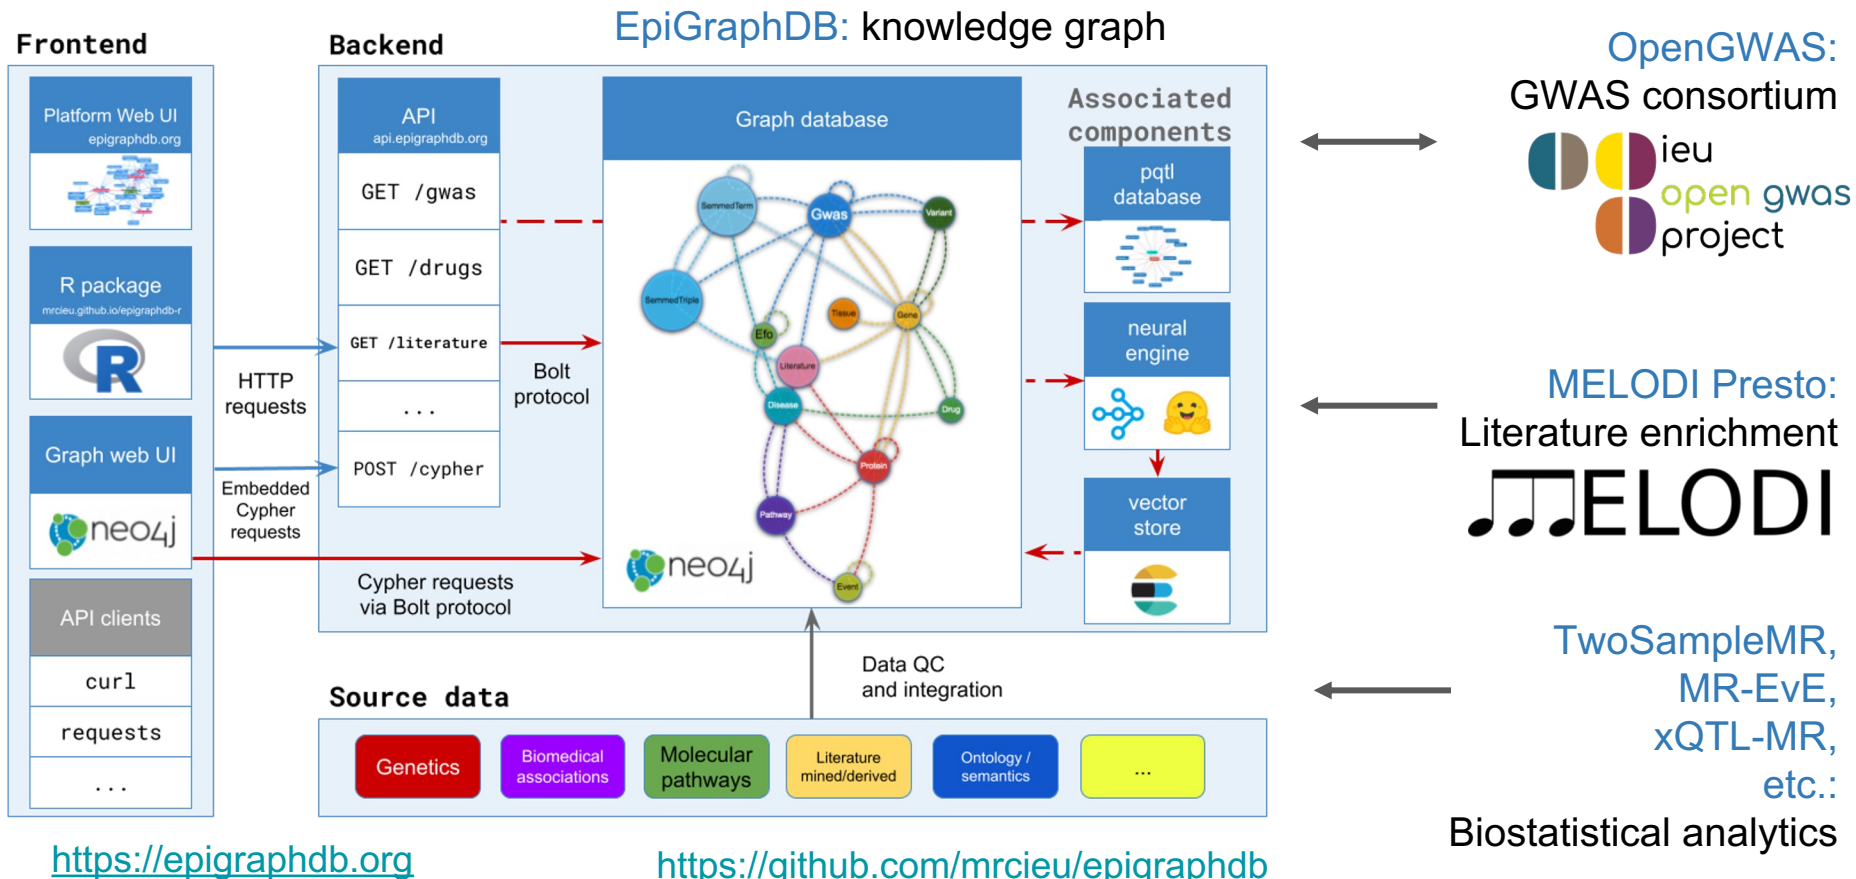 EpiGraphDB: knowledge graph
Frontend
Platform Web UI
epigraphdb.org
R package
mrcieu.github.io/epigraphdb-r
R
Graph web UI
neo4j
API clients
curl
requests
...
HTTP
requests
Embedded
Cypher
requests
Backend
API
api.epigraphdb.org
GET /gwas
GET /drugs
GET /literature
...
POST /cypher
Bolt
protocol
Cypher requests
via Bolt protocol
Graph database
SemmedTerm
Gwas
Variant
SemmedTriple
Tissue
Gene
Efo
Literature
Disease
Drug
Protein
Pathway
Event
neo4j
Associated
components
pqtl
database
neural
engine
vector
store
Data QC
and integration
Source data
Genetics
Biomedical
associations
Molecular
pathways
Literature
mined/derived
Ontology /
semantics
...
OpenGWAS:
GWAS consortium
ieu
open gwas
project
MELODI Presto:
Literature enrichment
MELODI
TwoSampleMR,
MR-EvE,
xQTL-MR,
etc.:
Biostatistical analytics
https://epigraphdb.org
https://github.com/mrcieu/epigraphdb